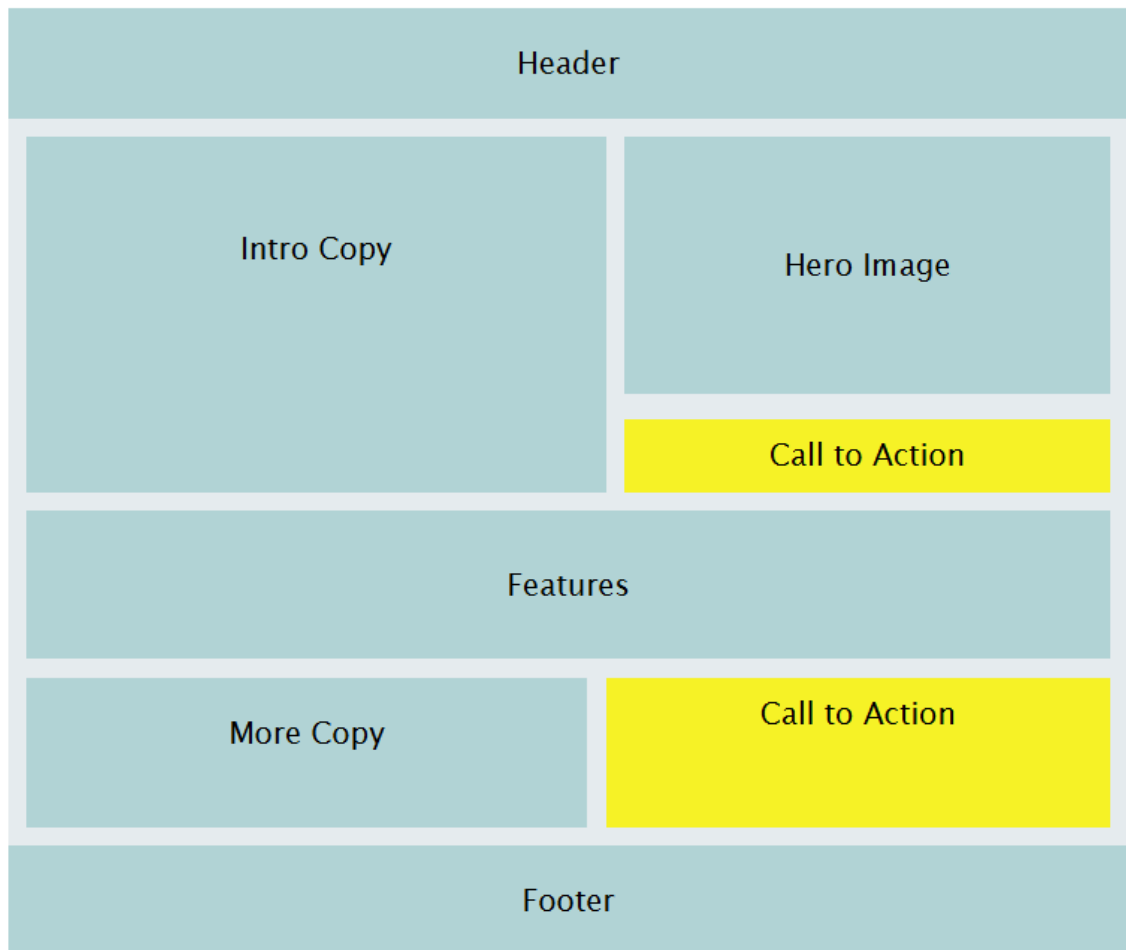 Header
Intro Copy
Hero Image
Call to Action
Features
More Copy
Call to Action
Footer